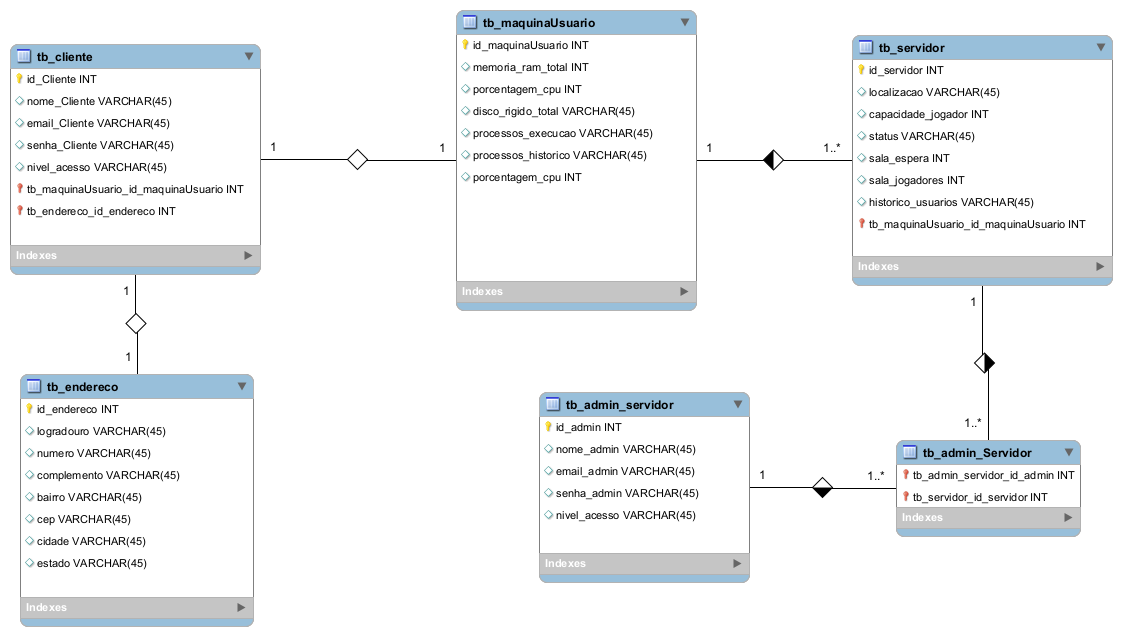 tb_cliente
id_Cliente INT
nome_Cliente VARCHAR(45)
email_Cliente VARCHAR(45)
senha_Cliente VARCHAR(45)
nivel_acesso VARCHAR(45)
tb_maquinaUsuario_id_maquinaUsuario INT
tb_endereco_id_endereco INT
Indexes
1
1
tb_maquinaUsuario
id_maquinaUsuario INT
memoria_ram_total INT
porcentagem_cpu INT
disco_rigido_total VARCHAR(45)
processos_execucao VARCHAR(45)
processos_historico VARCHAR(45)
porcentagem_cpu INT
Indexes
1
1..*
tb_servidor
id_servidor INT
localizacao VARCHAR(45)
capacidade_jogador INT
status VARCHAR(45)
sala_espera INT
sala_jogadores INT
historico_usuarios VARCHAR(45)
tb_maquinaUsuario_id_maquinaUsuario INT
Indexes
1
1
tb_endereco
id_endereco INT
logradouro VARCHAR(45)
numero VARCHAR(45)
complemento VARCHAR(45)
bairro VARCHAR(45)
cep VARCHAR(45)
cidade VARCHAR(45)
estado VARCHAR(45)
Indexes
tb_admin_servidor
id_admin INT
nome_admin VARCHAR(45)
email_admin VARCHAR(45)
senha_admin VARCHAR(45)
nivel_acesso VARCHAR(45)
Indexes
1
1..*
1
1..*
tb_admin_Servidor
tb_admin_servidor_id_admin INT
tb_servidor_id_servidor INT
Indexes